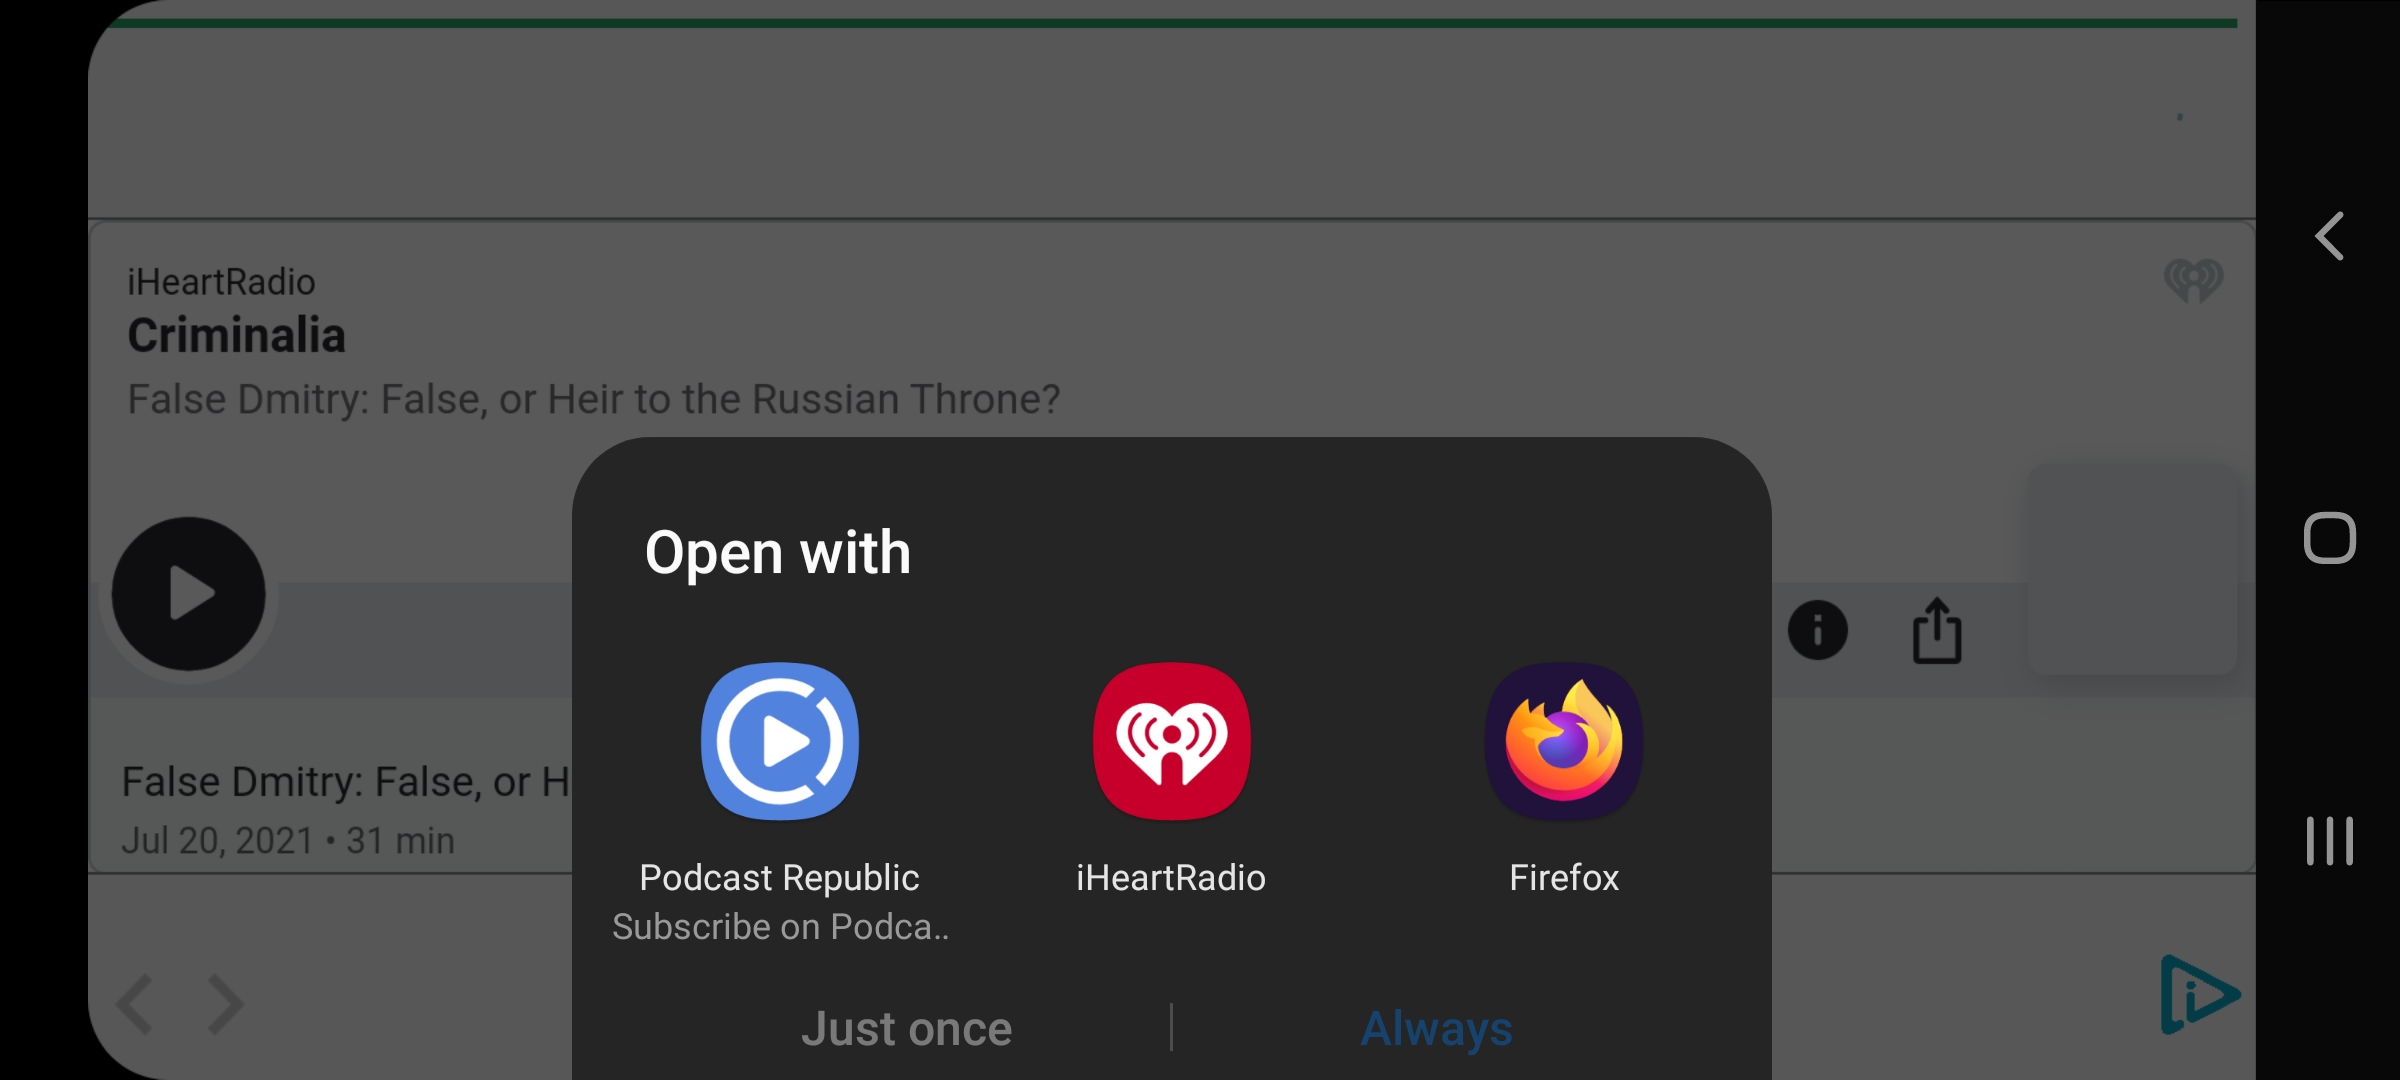 iHeartRadio
Criminalia
False Dmitry: False, or Heir to the Russian Throne?
Open with
False Dmitry: False, or H
Jul 20, 2021 • 31 min
Podcast Republic
Subscribe on Podca..
iHeartRadio
Firefox
Just once
Always